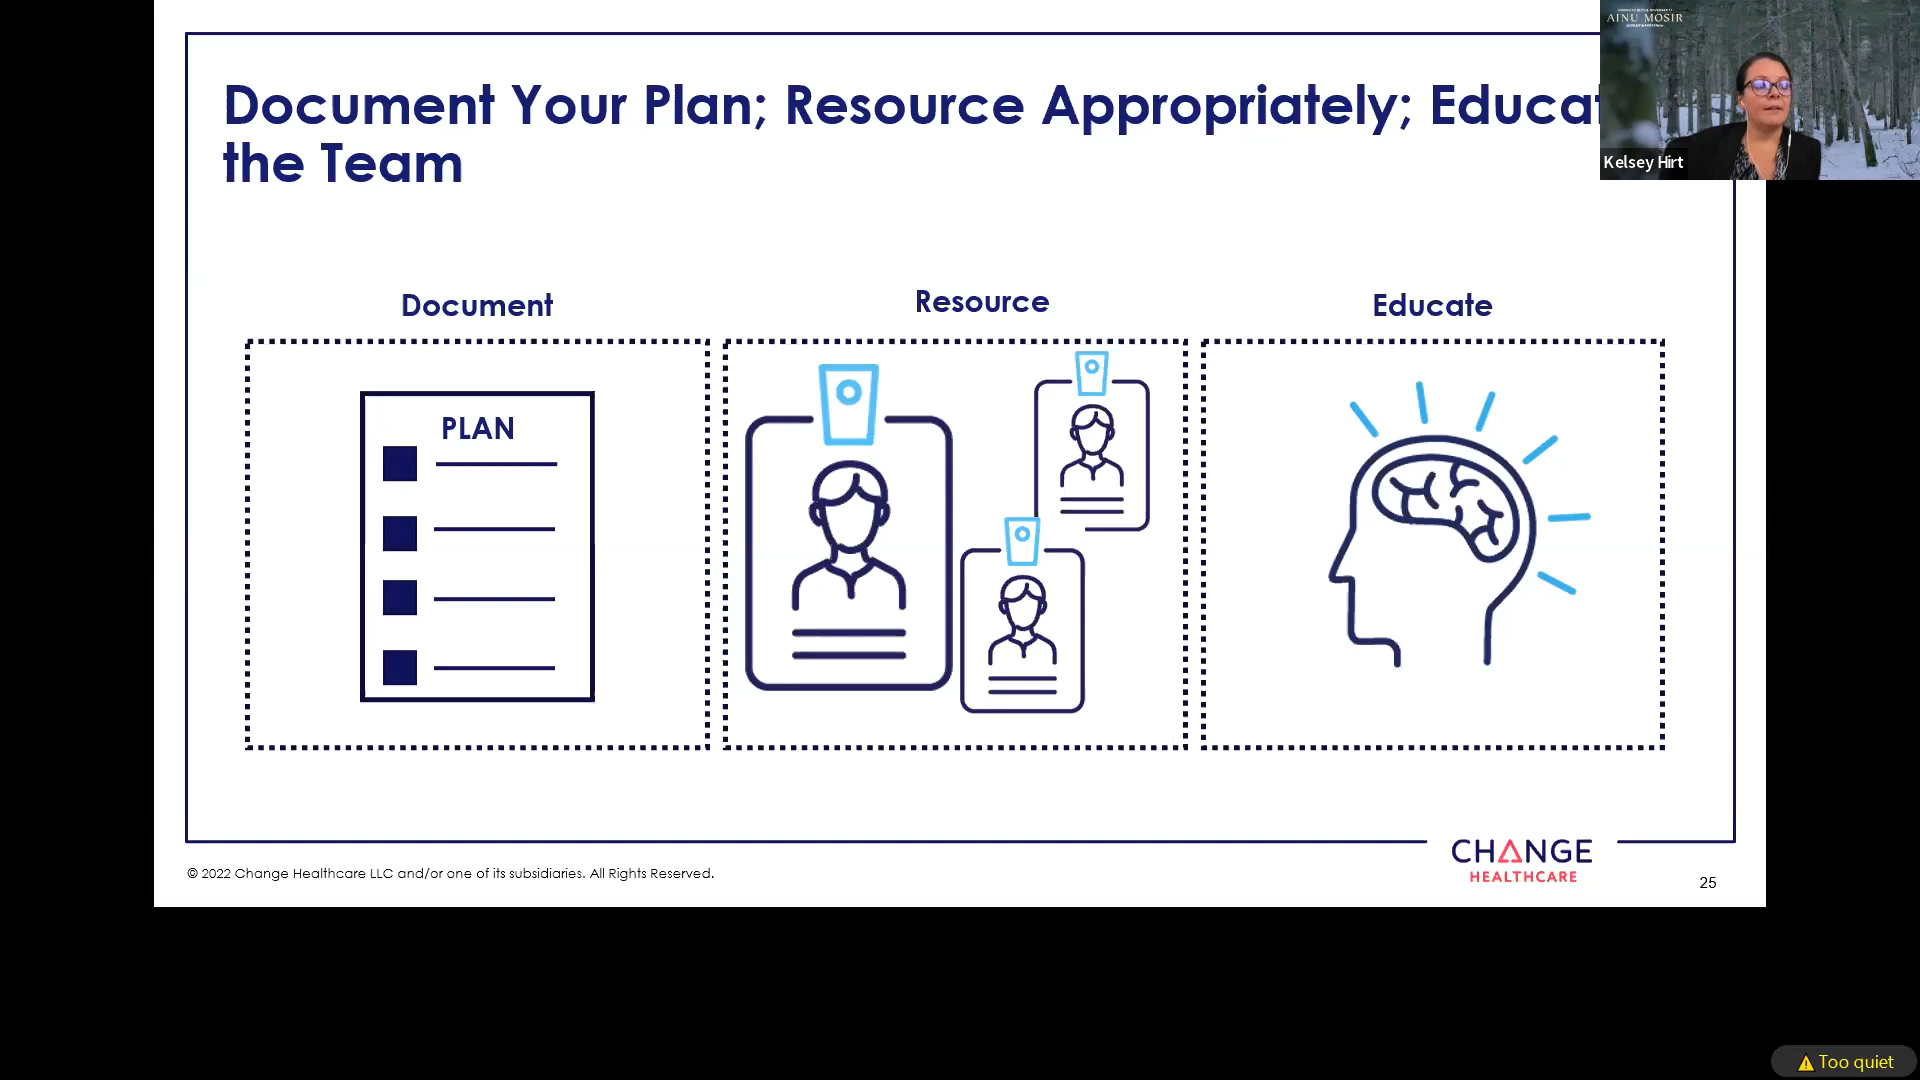 Document Your Plan; Resource Appropriately; Educat
the Team
AINU MOSIR
Kelsey Hirt
Document
Resource
Educate
PLAN
© 2022 Change Healthcare LLC and/or one of its subsidiaries. All Rights Reserved.
CHANGE
HEALTHCARE
25
Too quiet